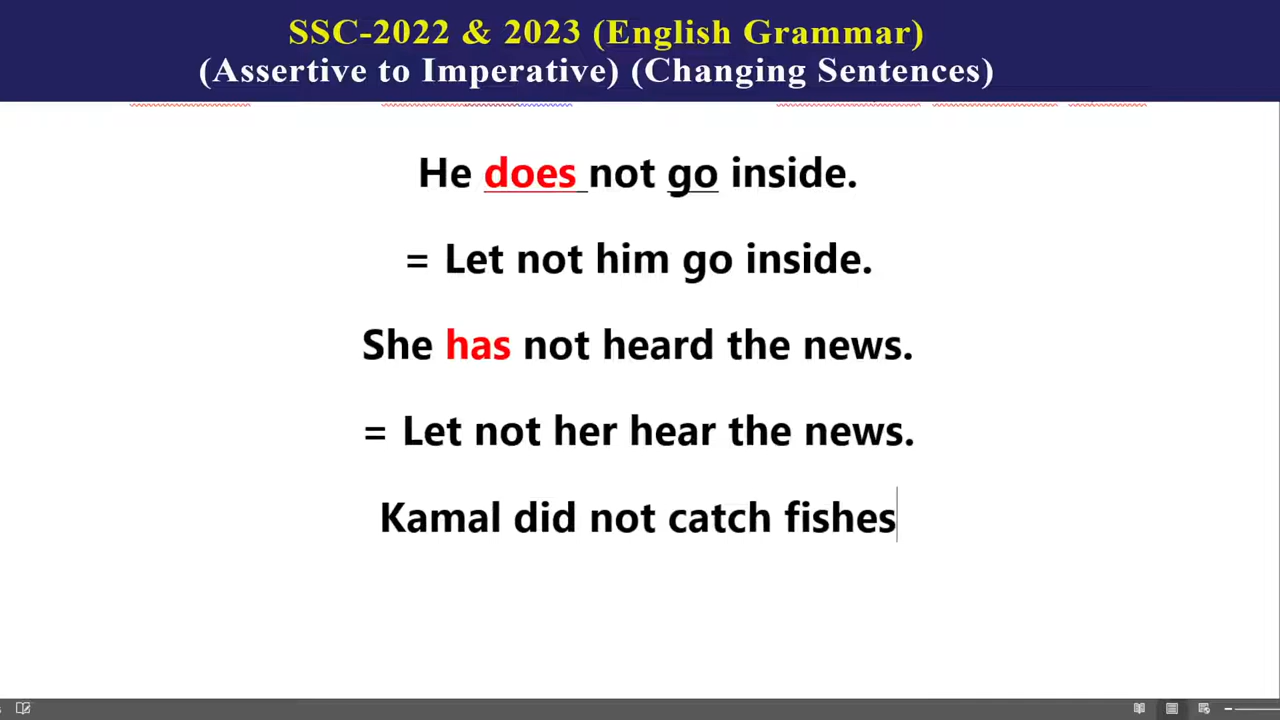 SSC-2022 & 2023 (English Grammar)
(Assertive to Imperative) (Changing Sentences)
He does not go inside.
= Let not him go inside.
She has not heard the news.
= Let not her hear the news.
Kamal did not catch fishes